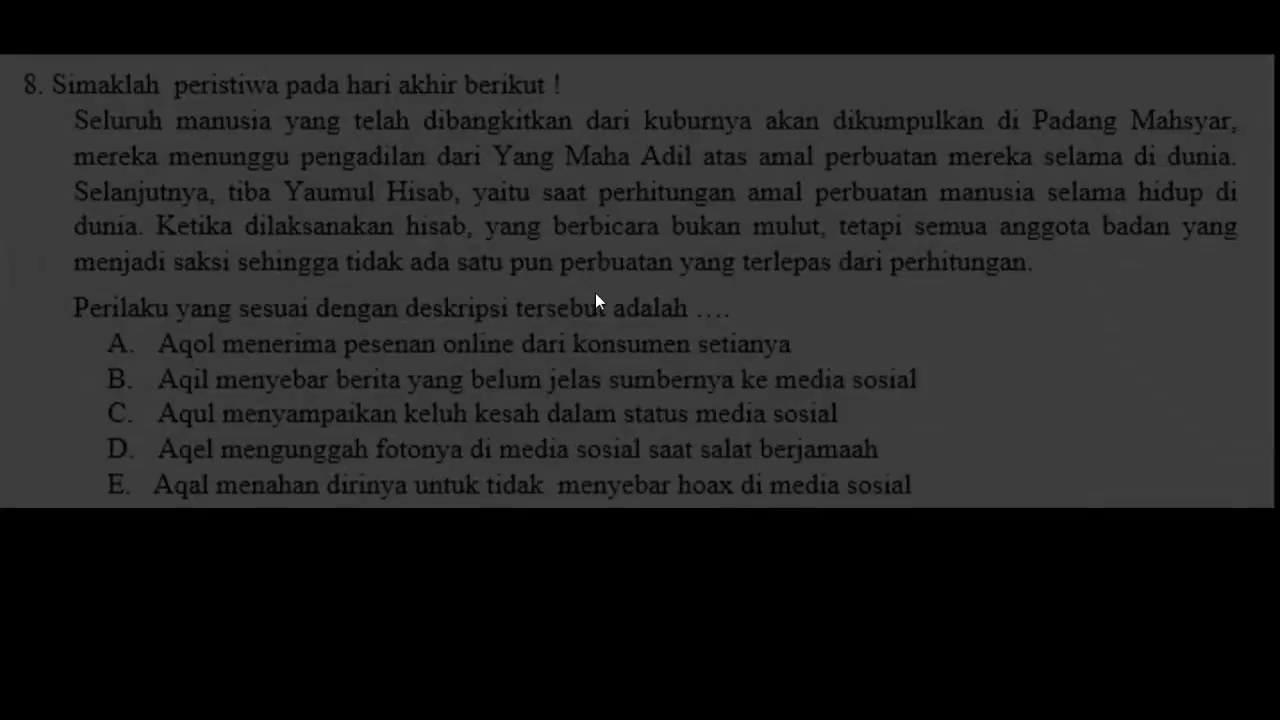 8. Simaklah peristiwa pada hari akhir berikut !
Seluruh manusia yang telah dibangkitkan dari kuburnya akan dikumpulkan di Padang Mahsyar,
mereka menunggu pengadilan dari Yang Maha Adil atas amal perbuatan mereka selama di dunia.
Selanjutnya, tiba Yaumul Hisab, yaitu saat perhitungan amal perbuatan manusia selama hidup di
dunia. Ketika dilaksanakan hisab, yang berbicara bukan mulut, tetapi semua anggota badan yang
menjadi saksi sehingga tidak ada satu pun perbuatan yang terlepas dari perhitungan.
Perilaku yang sesuai dengan deskripsi tersebut adalah ....
A. Aqol menerima pesenan online dari konsumen setianya
B. Aqil menyebar berita yang belum jelas sumbernya ke media sosial
C. Aqul menyampaikan keluh kesah dalam status media sosial
D. Aqel mengunggah fotonya di media sosial saat salat berjamaah
E. Aqal menahan dirinya untuk tidak menyebar hoax di media sosial